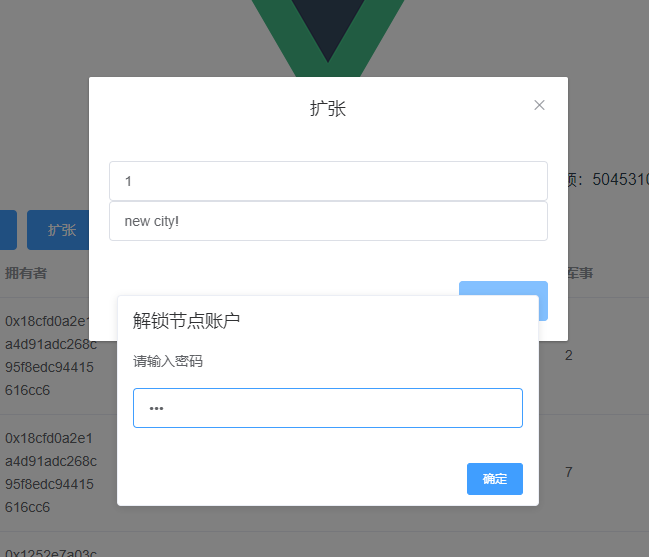 扩张
1
5045310
new city!
扩张
拥有者
军事
解锁节点账户
0x18cfd0a2e1
a4d91adc268c
95f8edc94415
616cc6
2
请输入密码
•••
0x18cfd0a2e1
a4d91adc268c
95f8edc94415
616cc6
7
确定
0x1252e7a03c